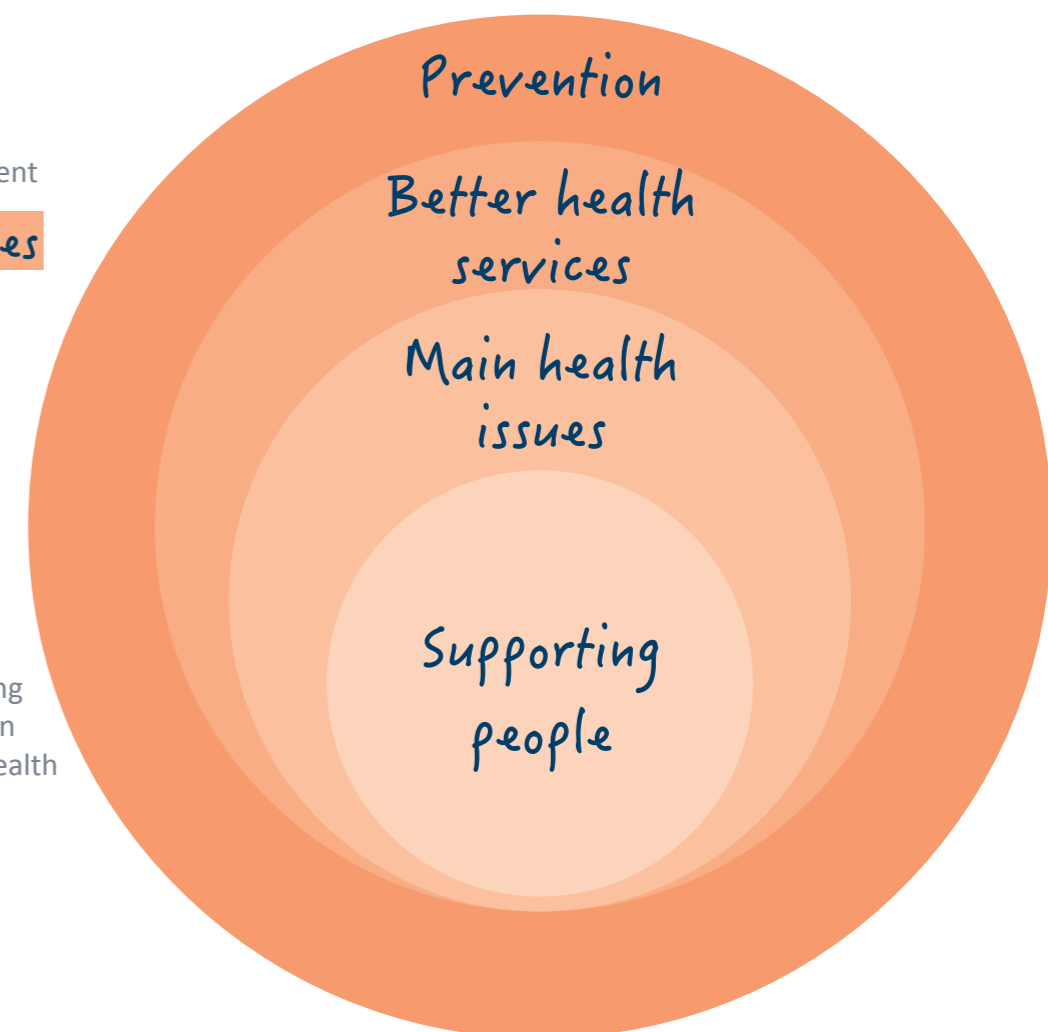 Prevention
Better health
services
Main health
issues
Supporting
people